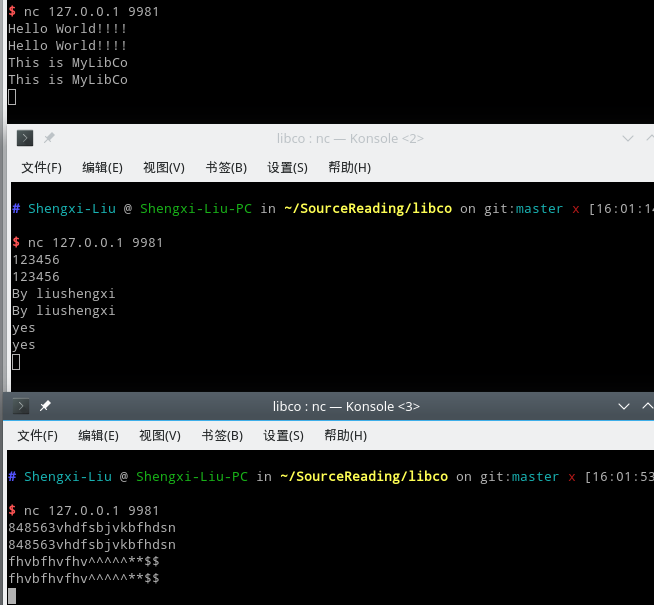 $ nc 127.0.0.1 9981
Hello World!!!!
Hello World!!!!
This is MyLibCo
This is MyLibCo
libco : nc — Konsole <2>
文件(F) 编辑(E) 视图(V) 书签(B) 设置(S) 帮助(H)
# Shengxi-Liu @ Shengxi-Liu-PC in ~/SourceReading/libco on git:master x [16:01:14
$ nc 127.0.0.1 9981
123456
123456
By liushengxi
By liushengxi
yes
yes
libco : nc — Konsole <3>
文件(F) 编辑(E) 视图(V) 书签(B) 设置(S) 帮助(H)
# Shengxi-Liu @ Shengxi-Liu-PC in ~/SourceReading/libco on git:master x [16:01:53
$ nc 127.0.0.1 9981
848563vhdfsbjvkbfhdsn
848563vhdfsbjvkbfhdsn
fhvbfhvfhv^^^^^**$$
fhvbfhvfhv^^^^^**$$